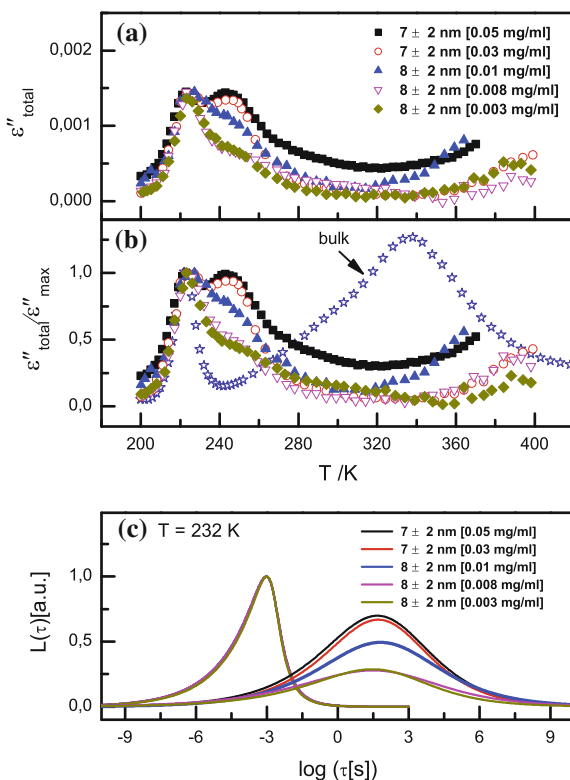 (a)
7 ± 2 nm [0.05 mg/ml]
7 ± 2 nm [0.03 mg/ml]
8 ± 2 nm [0.01 mg/ml]
8 ± 2 nm [0.008 mg/ml]
8 ± 2 nm [0.003 mg/ml]
0,002
0,001
0,000
ε″total
(b)
bulk
1,0
0,5
0,0
ε″total/ε″max
200 240 280 320 360 400
T /K
(c) T = 232 K
7 ± 2 nm [0.05 mg/ml]
7 ± 2 nm [0.03 mg/ml]
8 ± 2 nm [0.01 mg/ml]
8 ± 2 nm [0.008 mg/ml]
8 ± 2 nm [0.003 mg/ml]
1,0
0,5
0,0
L(τ)[a.u.]
-9 -6 -3 0 3 6 9
log (τ[s])